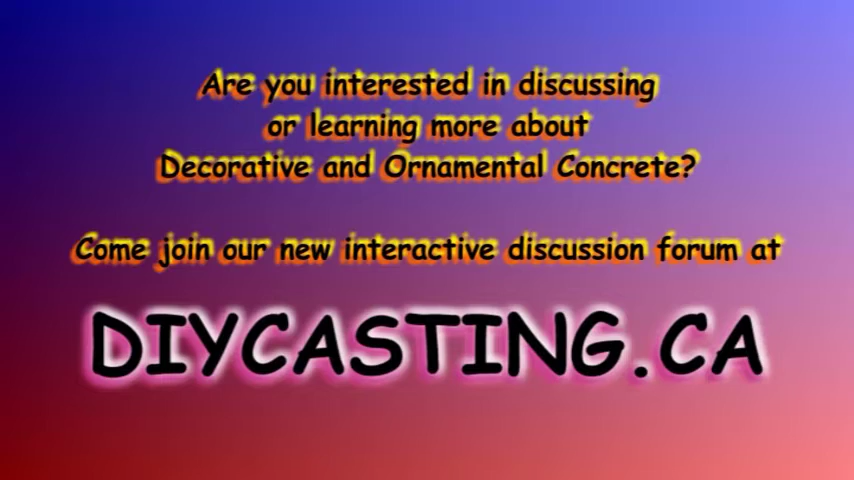 Are you interested in discussing
or learning more about
Decorative and Ornamental Concrete?
Come join our new interactive discussion forum at
DIYCASTING.CA